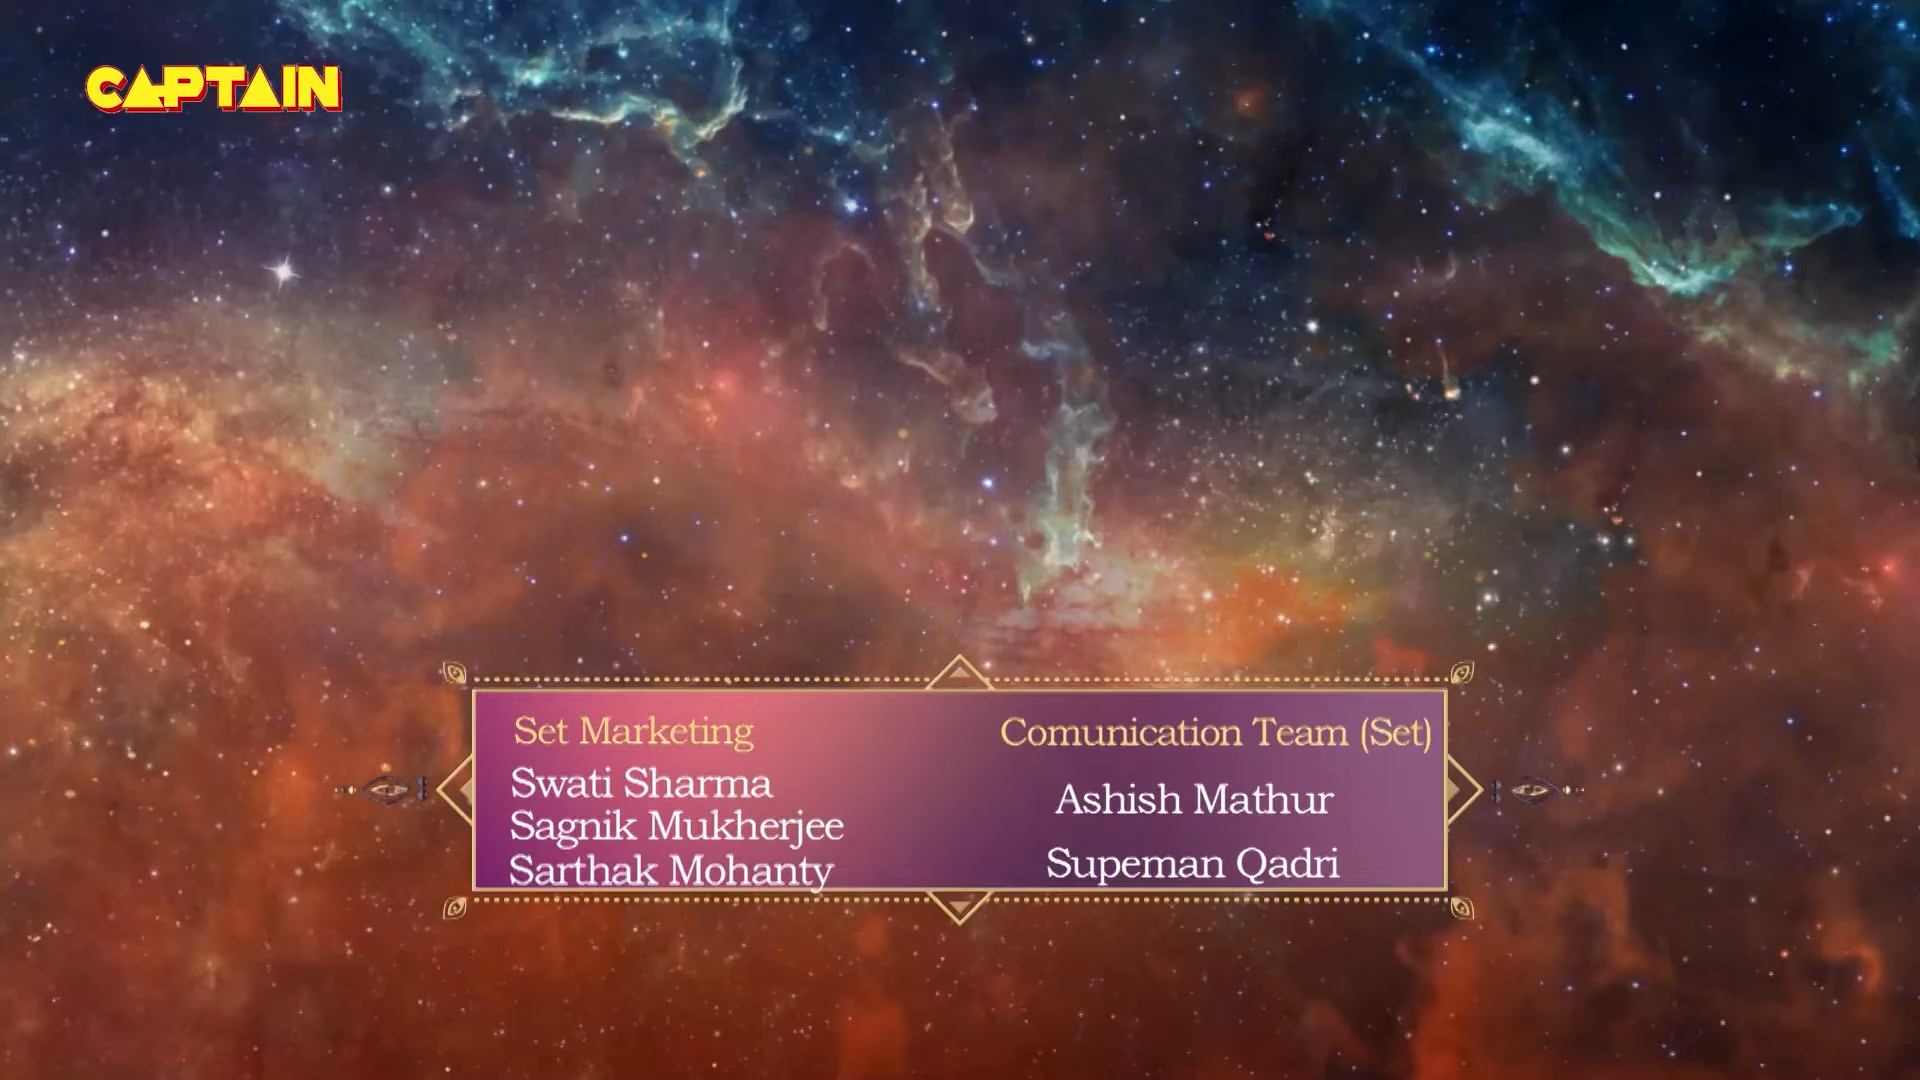 CAPTAIN
Set Marketing
Swati Sharma
Sagnik Mukherjee
Sarthak Mohanty
Comunication Team (Set)
Ashish Mathur
Supeman Qadri